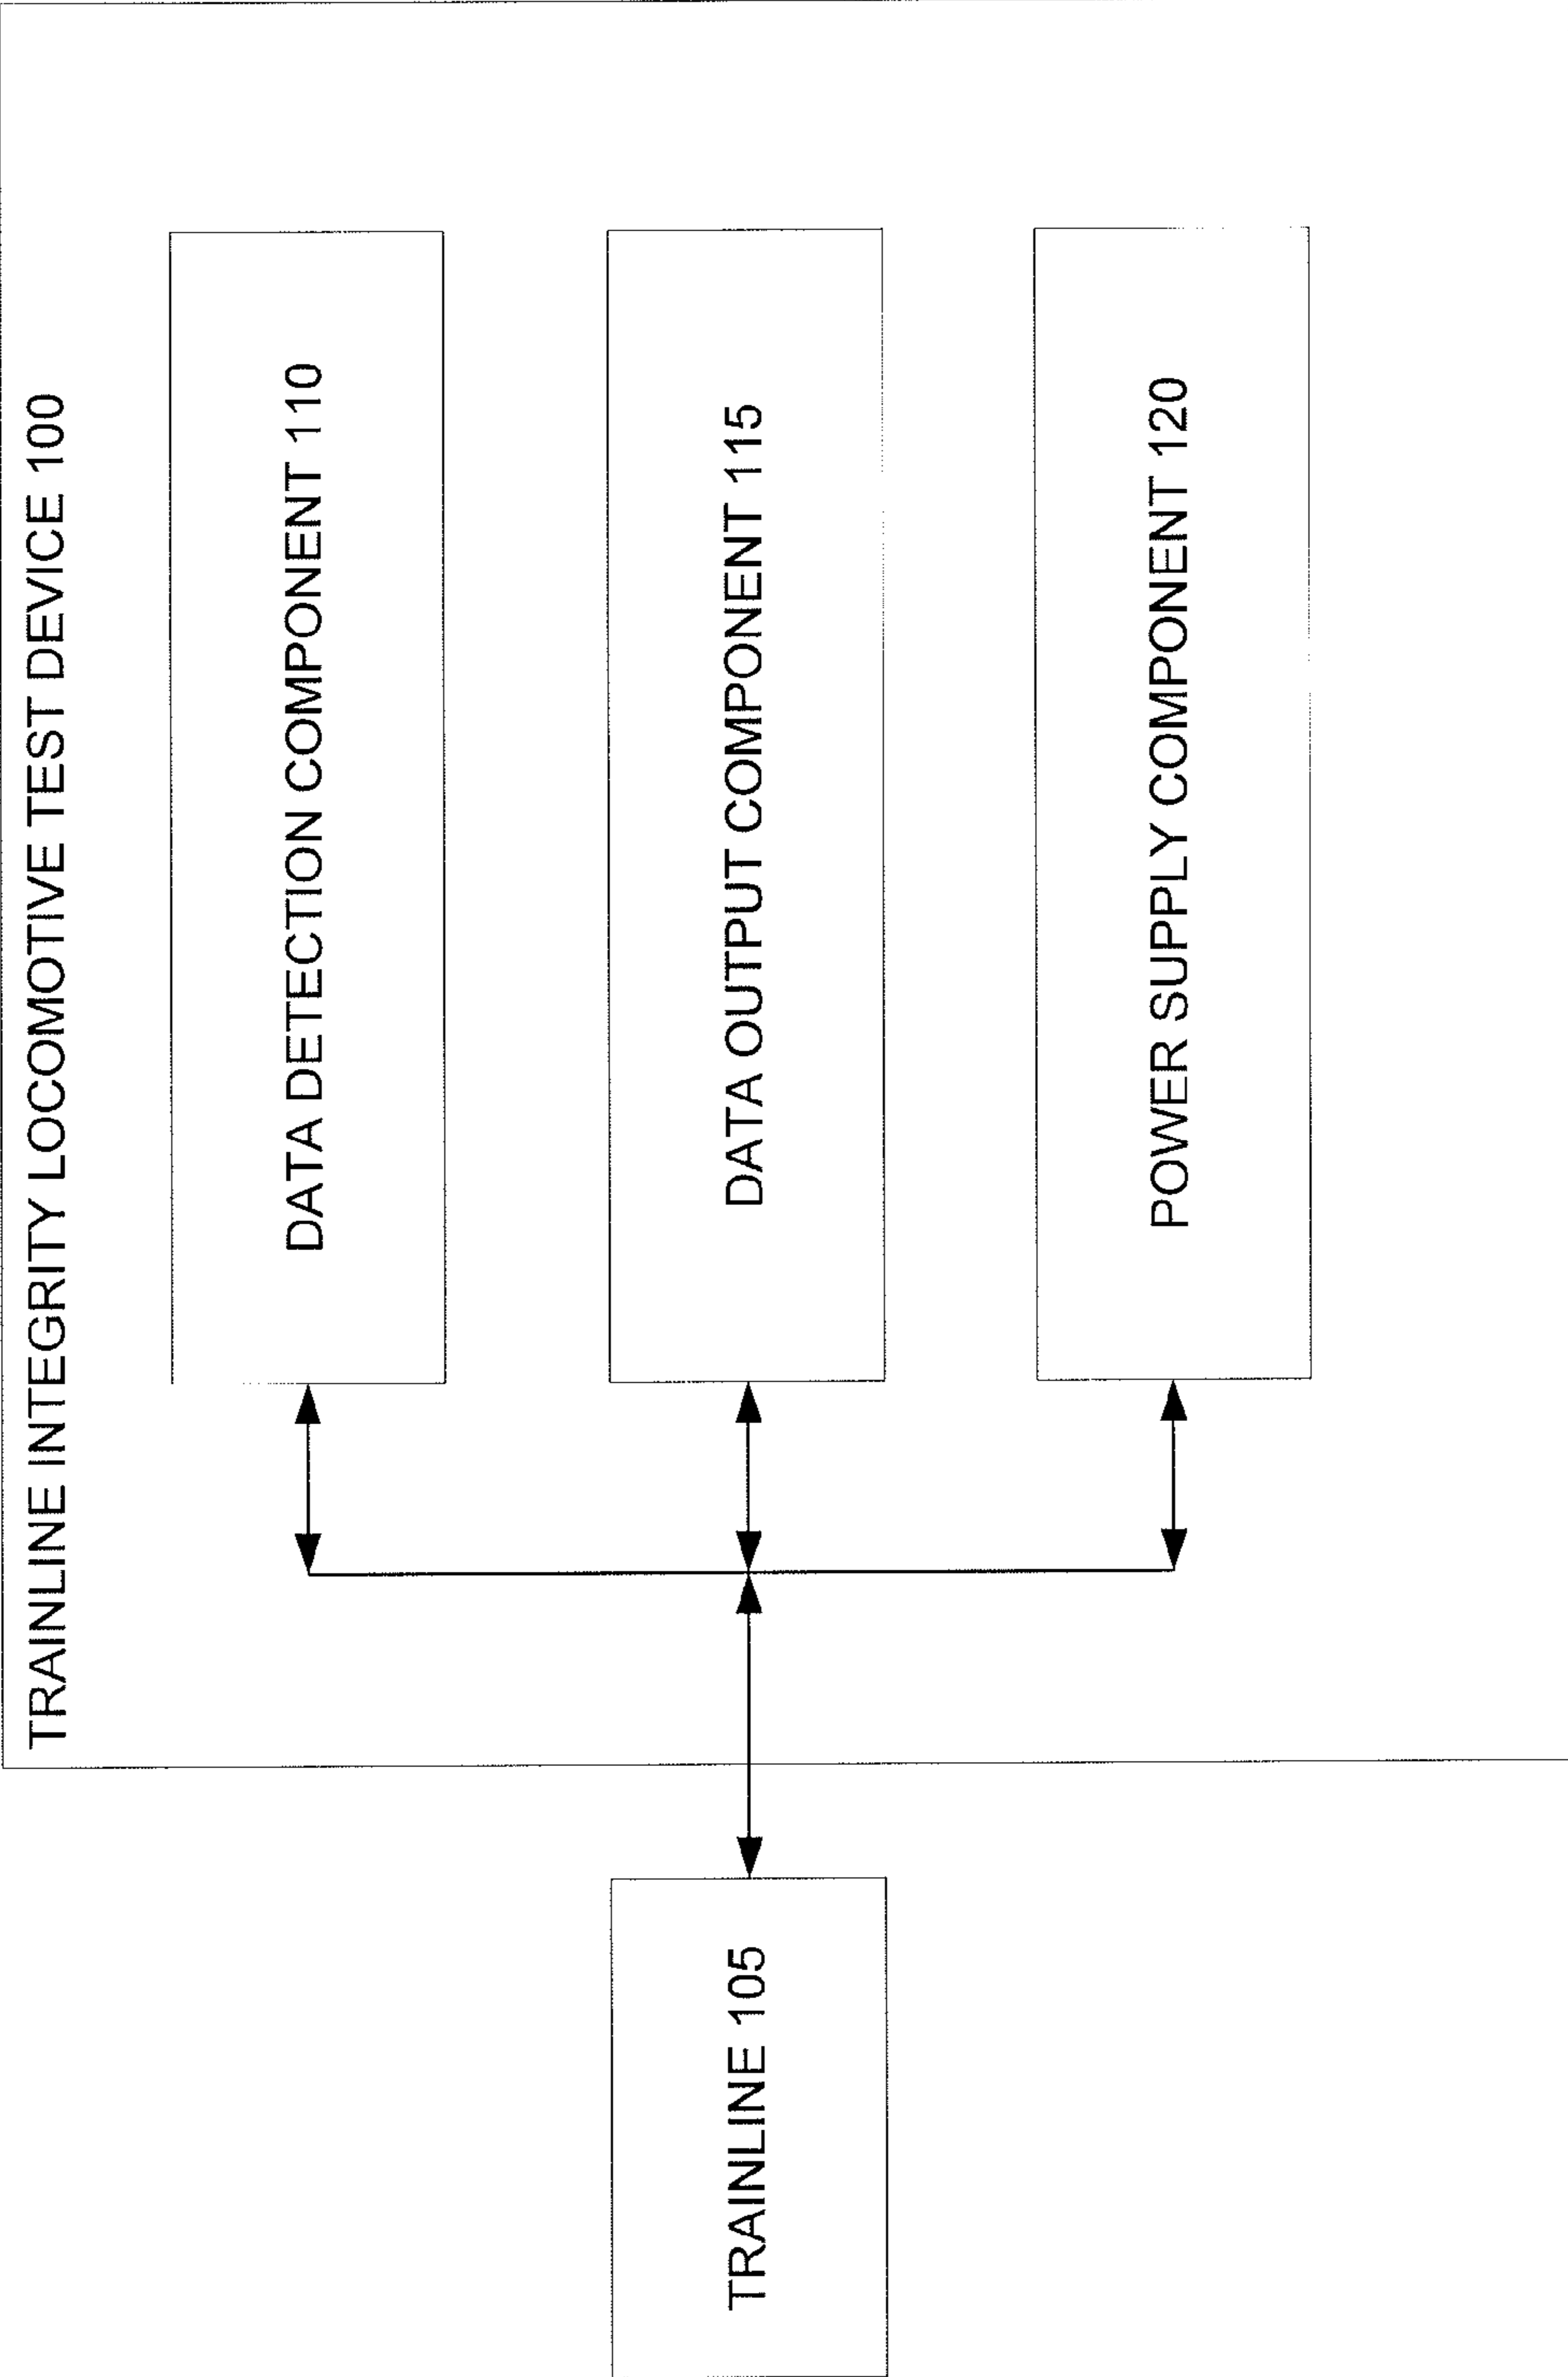 TRAINLINE INTEGRITY LOCOMOTIVE TEST DEVICE 100
DATA DETECTION COMPONENT 110
DATA OUTPUT COMPONENT 115
POWER SUPPLY COMPONENT 120
TRAINLINE 105